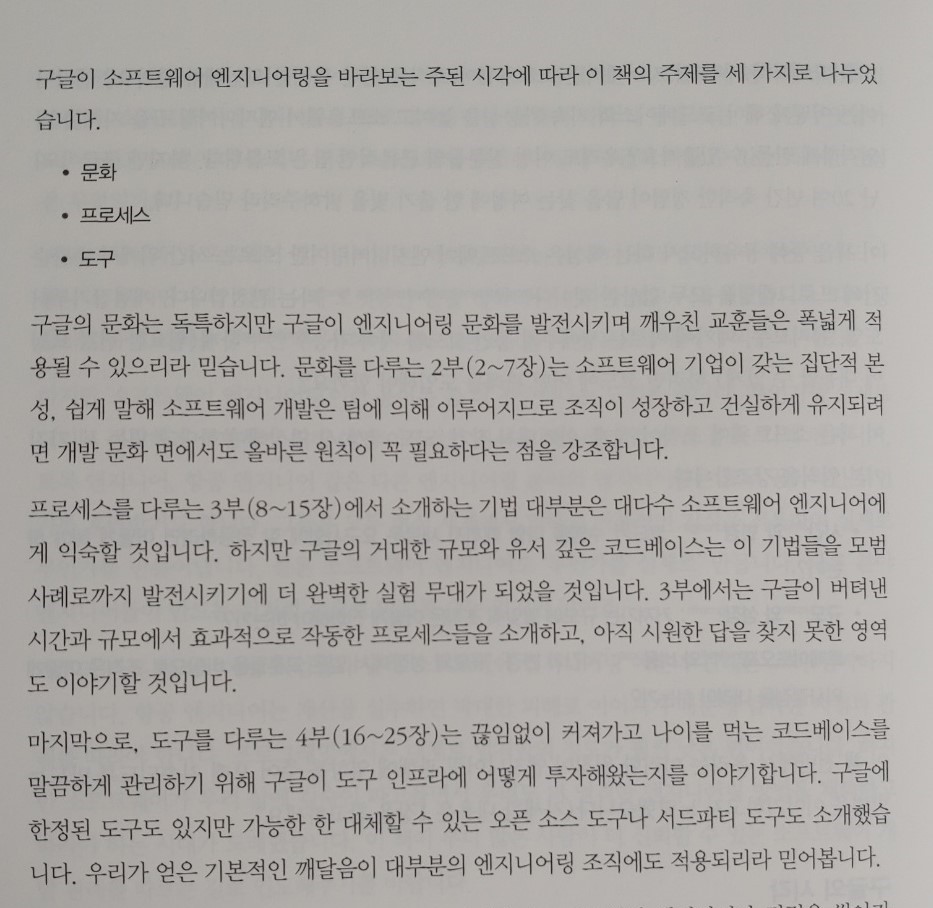 구글이 소프트웨어 엔지니어링을 바라보는 주된 시각에 따라 이 책의 주제를 세 가지로 나누었
습니다.
• 문화
• 프로세스
• 도구
구글의 문화는 독특하지만 구글이 엔지니어링 문화를 발전시키며 깨우친 교훈들은 폭넓게 적
용될 수 있으리라 믿습니다. 문화를 다루는 2부(2~7장)는 소프트웨어 기업이 갖는 집단적 본
성, 쉽게 말해 소프트웨어 개발은 팀에 의해 이루어지므로 조직이 성장하고 건실하게 유지되려
면 개발 문화 면에서도 올바른 원칙이 꼭 필요하다는 점을 강조합니다.
프로세스를 다루는 3부(8~15장)에서 소개하는 기법 대부분은 대다수 소프트웨어 엔지니어에
게 익숙할 것입니다. 하지만 구글의 거대한 규모와 유서 깊은 코드베이스는 이 기법들을 모범
사례로까지 발전시키기에 더 완벽한 실험 무대가 되었을 것입니다. 3부에서는 구글이 버텨낸
시간과 규모에서 효과적으로 작동한 프로세스들을 소개하고, 아직 시원한 답을 찾지 못한 영역
도 이야기할 것입니다.
마지막으로, 도구를 다루는 4부(16~25장)는 끊임없이 커져가고 나이를 먹는 코드베이스를
말끔하게 관리하기 위해 구글이 도구 인프라에 어떻게 투자해왔는지를 이야기합니다. 구글에
한정된 도구도 있지만 가능한 한 대체할 수 있는 오픈 소스 도구나 서드파티 도구도 소개했습
니다. 우리가 얻은 기본적인 깨달음이 대부분의 엔지니어링 조직에도 적용되리라 믿어봅니다.